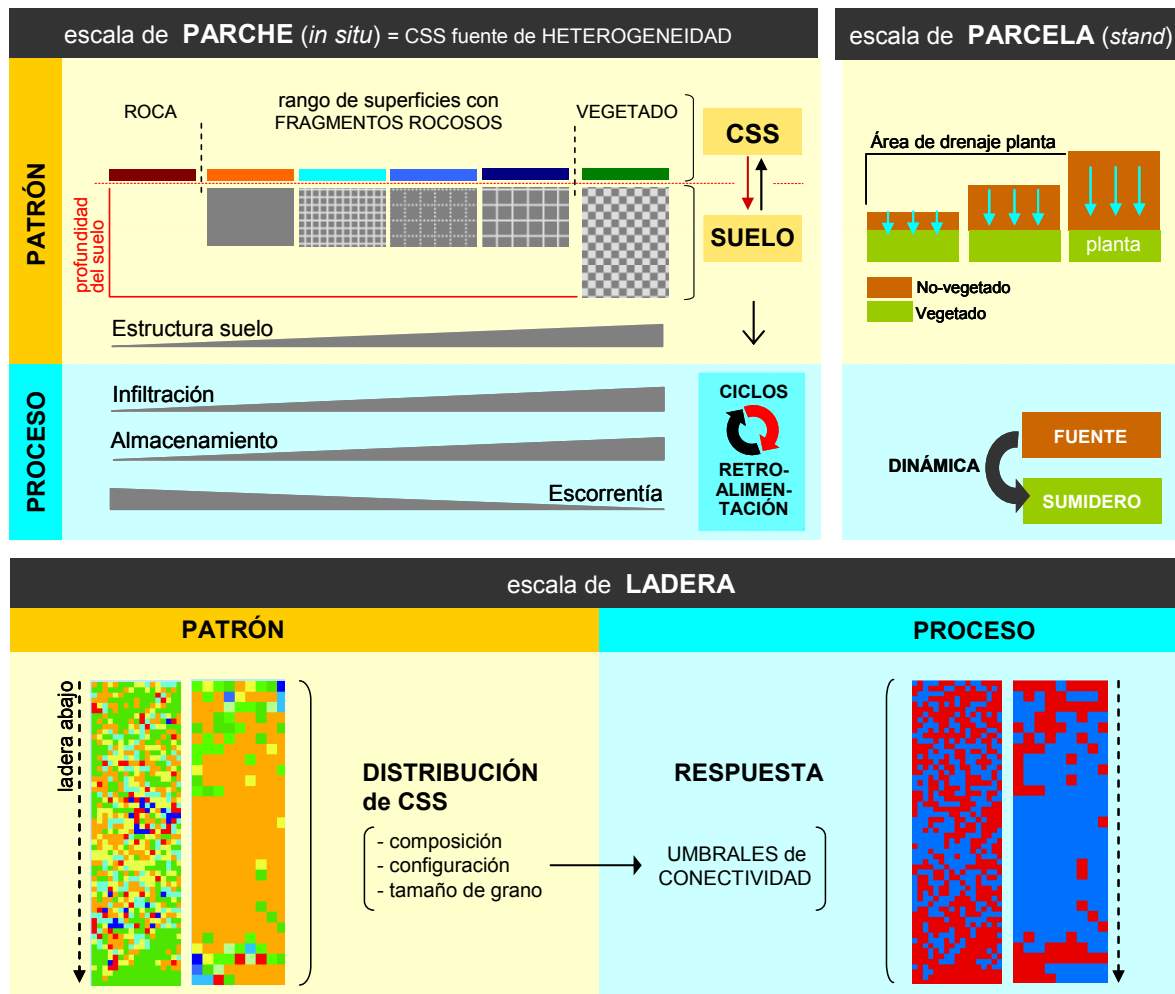 escala de PARCHE (in situ) = CSS fuente de HETEROGENEIDAD
PATRÓN
ROCA
rango de superficies con
FRAGMENTOS ROCOSOS
VEGETADO
CSS
SUELO
profundidad
del suelo
Estructura suelo
PROCESO
Infiltración
Almacenamiento
Escorrentía
CICLOS
RETRO-
ALIMEN-
TACIÓN
escala de PARCELA (stand)
Área de drenaje planta
planta
No-vegetado
Vegetado
DINÁMICA
FUENTE
SUMIDERO
escala de LADERA
PATRÓN
PROCESO
ladera abajo
DISTRIBUCIÓN
de CSS
- composición
- configuración
- tamaño de grano
RESPUESTA
UMBRALES de
CONECTIVIDAD